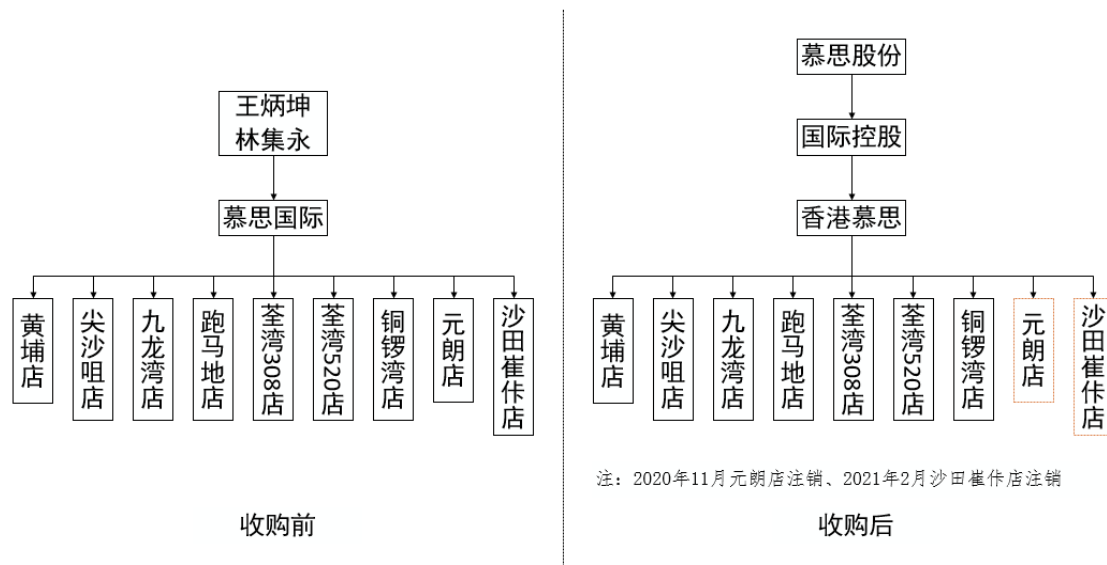 王炳坤
林集永
慕思国际
黄埔店
尖沙咀店
九龙湾店
跑马地店
荃湾308店
荃湾520店
铜锣湾店
元朗店
沙田崔佧店
收购前
慕思股份
国际控股
香港慕思
黄埔店
尖沙咀店
九龙湾店
跑马地店
荃湾308店
荃湾520店
铜锣湾店
元朗店
沙田崔佧店
注：2020年11月元朗店注销、2021年2月沙田崔佧店注销
收购后